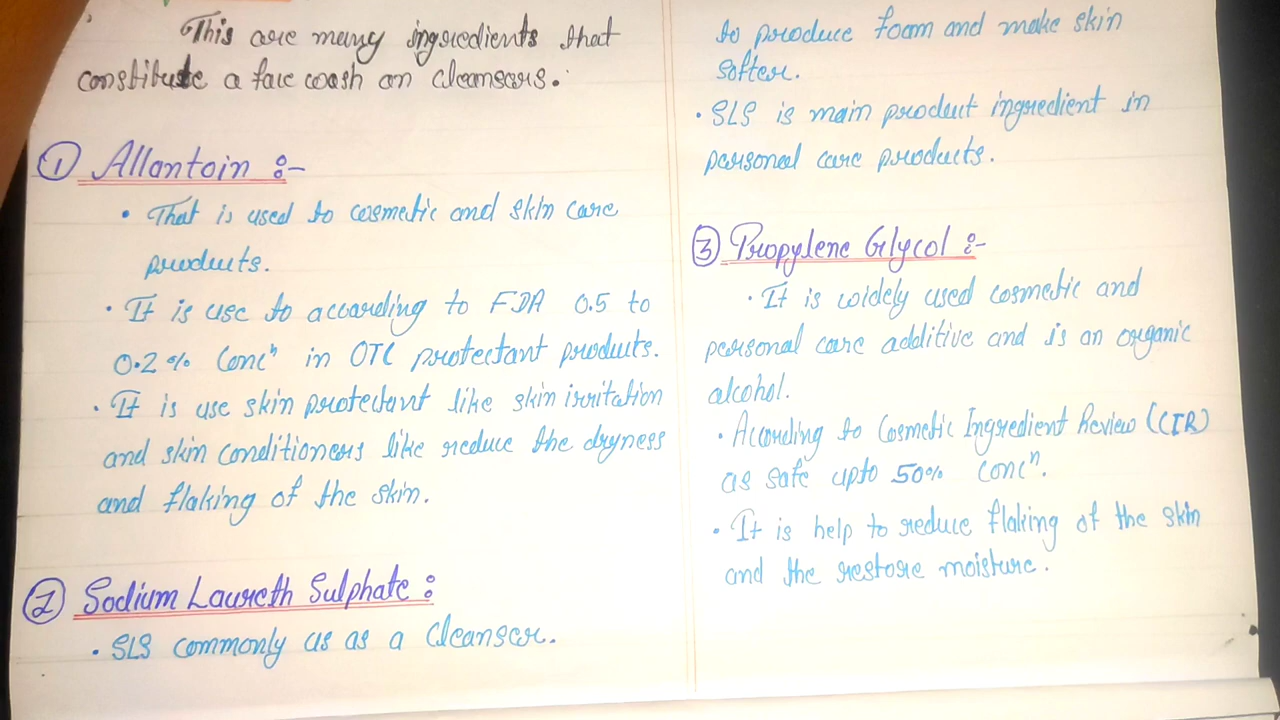 This are many ingredients that
constitute a face wash on cleansers.
① Allantoin :-
• That is used to cosmetic and skin care
products.
• It is use to according to FDA 0.5 to
0.2% Concⁿ in OTC protectant products.
• It is use skin protectant like skin irritation
and skin conditioners like reduce the dryness
and flaking of the skin.
② Sodium Laureth Sulphate :
• SLS commonly us as a Cleanser.
to produce foam and make skin
softer.
• SLS is main product ingredient in
personal care products.
③ Propylene Glycol :-
• It is widely used cosmetic and
personal care additive and is an organic
alcohol.
• According to Cosmetic Ingredient Review (CIR)
as safe upto 50% Concⁿ.
• It is help to reduce flaking of the skin
and the restore moisture.